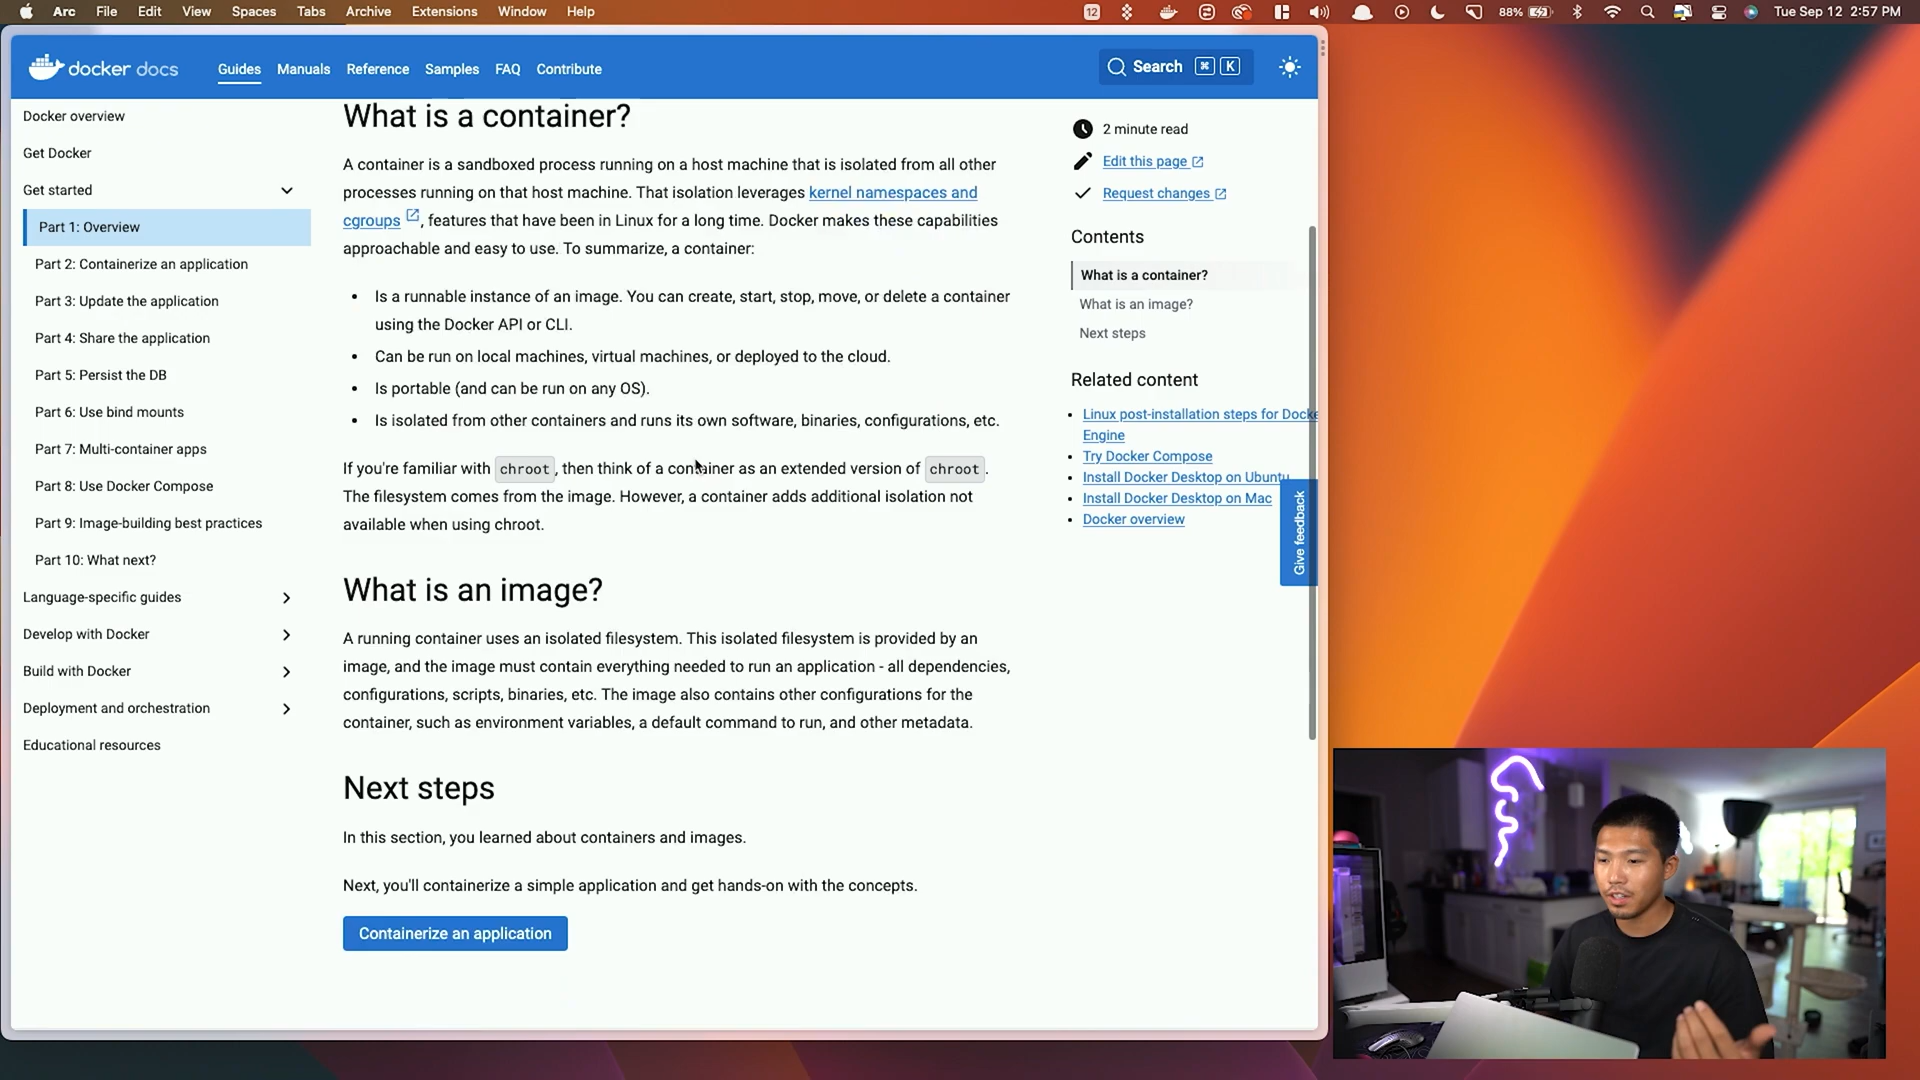 Arc File Edit View Spaces Tabs Archive Extensions Window Help
12 88% Tue Sep 12 2:57 PM
docker docs Guides Manuals Reference Samples FAQ Contribute
Search ⌘ K
Docker overview
Get Docker
Get started
Part 1: Overview
Part 2: Containerize an application
Part 3: Update the application
Part 4: Share the application
Part 5: Persist the DB
Part 6: Use bind mounts
Part 7: Multi-container apps
Part 8: Use Docker Compose
Part 9: Image-building best practices
Part 10: What next?
Language-specific guides
Develop with Docker
Build with Docker
Deployment and orchestration
Educational resources
What is a container?
A container is a sandboxed process running on a host machine that is isolated from all other
processes running on that host machine. That isolation leverages kernel namespaces and
cgroups, features that have been in Linux for a long time. Docker makes these capabilities
approachable and easy to use. To summarize, a container:
• Is a runnable instance of an image. You can create, start, stop, move, or delete a container
using the Docker API or CLI.
• Can be run on local machines, virtual machines, or deployed to the cloud.
• Is portable (and can be run on any OS).
• Is isolated from other containers and runs its own software, binaries, configurations, etc.
If you're familiar with chroot, then think of a container as an extended version of chroot.
The filesystem comes from the image. However, a container adds additional isolation not
available when using chroot.
What is an image?
A running container uses an isolated filesystem. This isolated filesystem is provided by an
image, and the image must contain everything needed to run an application - all dependencies,
configurations, scripts, binaries, etc. The image also contains other configurations for the
container, such as environment variables, a default command to run, and other metadata.
Next steps
In this section, you learned about containers and images.
Next, you'll containerize a simple application and get hands-on with the concepts.
Containerize an application
2 minute read
Edit this page
Request changes
Contents
What is a container?
What is an image?
Next steps
Related content
• Linux post-installation steps for Docke
Engine
• Try Docker Compose
• Install Docker Desktop on Ubuntu
• Install Docker Desktop on Mac
• Docker overview
Give feedback